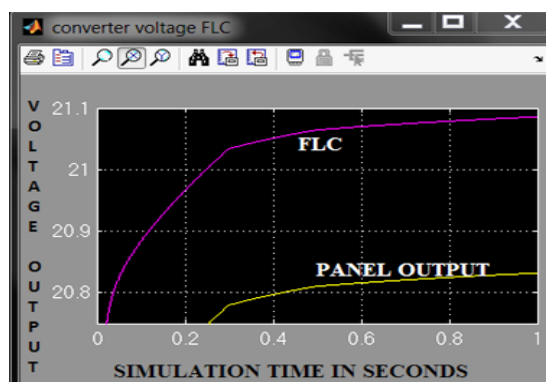 converter voltage FLC
VOLTAGE OUTPUT
21.1
21
20.9
20.8
FLC
PANEL OUTPUT
0 0.2 0.4 0.6 0.8 1
SIMULATION TIME IN SECONDS